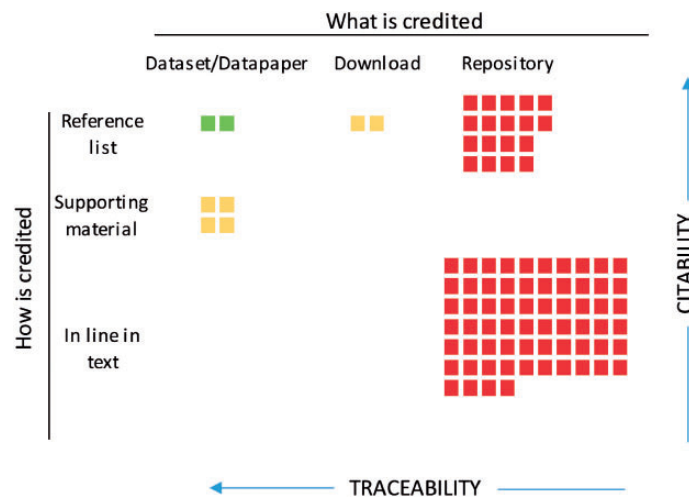 What is credited
Dataset/Datapaper Download Repository
Reference
list
Supporting
material
In line in
text
How is credited
CITABILITY
TRACEABILITY